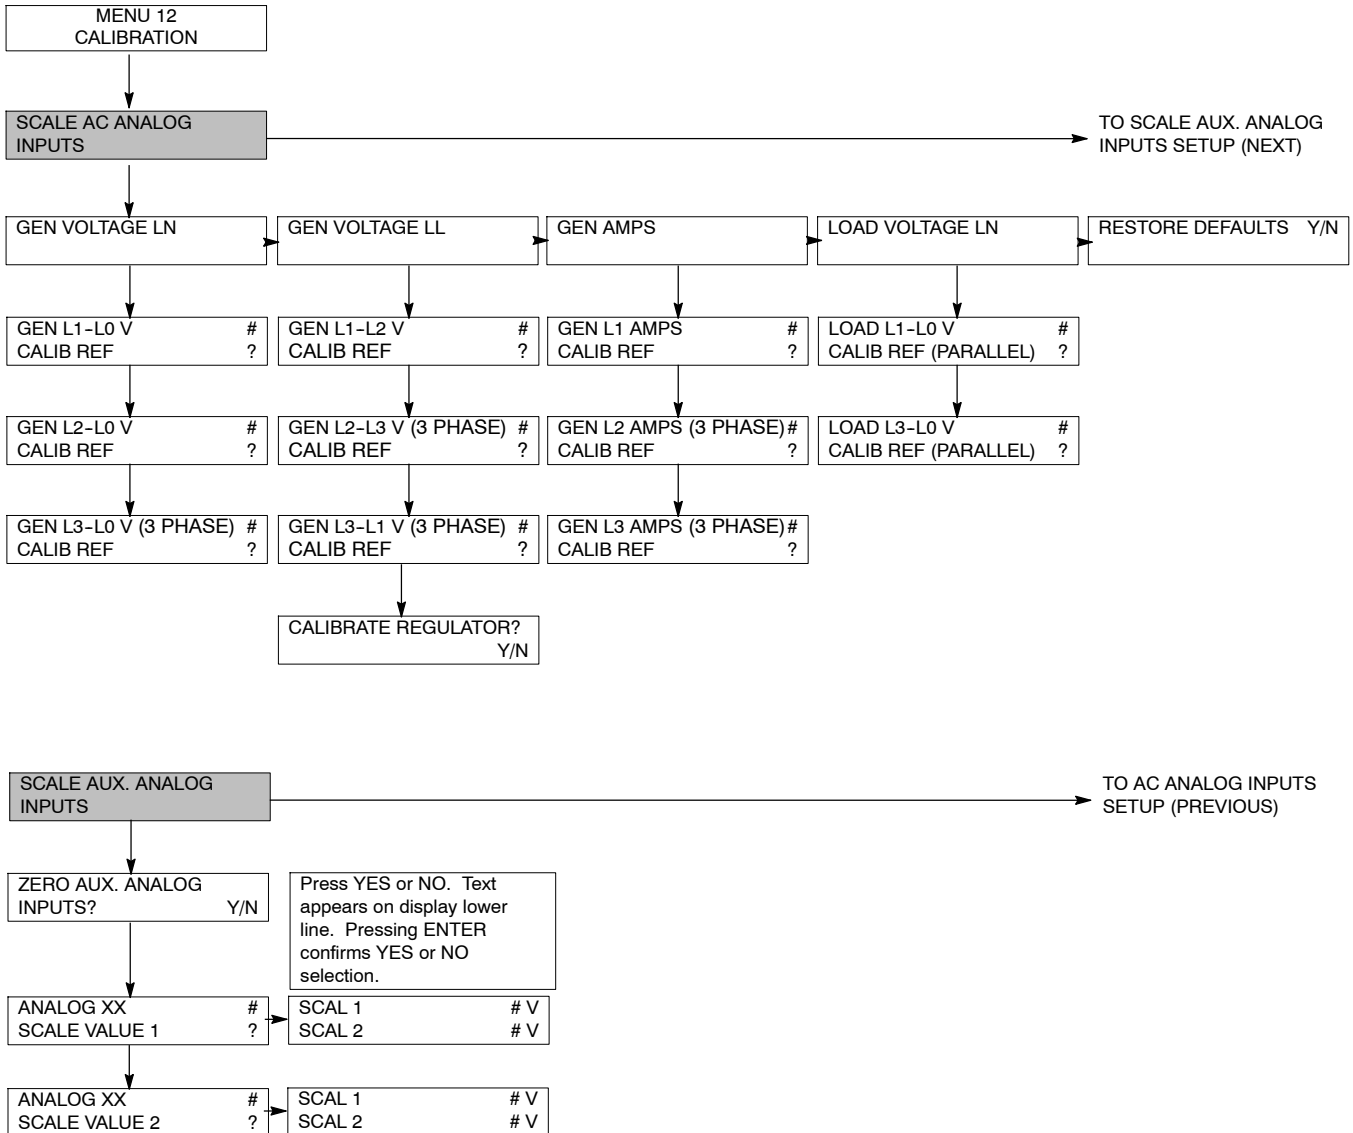 MENU 12
CALIBRATION
SCALE AC ANALOG
INPUTS
TO SCALE AUX. ANALOG
INPUTS SETUP (NEXT)
GEN VOLTAGE LN
GEN VOLTAGE LL
GEN AMPS
LOAD VOLTAGE LN
RESTORE DEFAULTS Y/N
GEN L1-L0 V #
CALIB REF ?
GEN L1-L2 V #
CALIB REF ?
GEN L1 AMPS #
CALIB REF ?
LOAD L1-L0 V #
CALIB REF (PARALLEL) ?
GEN L2-L0 V #
CALIB REF ?
GEN L2-L3 V (3 PHASE) #
CALIB REF ?
GEN L2 AMPS (3 PHASE) #
CALIB REF ?
LOAD L3-L0 V #
CALIB REF (PARALLEL) ?
GEN L3-L0 V (3 PHASE) #
CALIB REF ?
GEN L3-L1 V (3 PHASE) #
CALIB REF ?
GEN L3 AMPS (3 PHASE) #
CALIB REF ?
CALIBRATE REGULATOR?
Y/N
SCALE AUX. ANALOG
INPUTS
TO AC ANALOG INPUTS
SETUP (PREVIOUS)
ZERO AUX. ANALOG
INPUTS? Y/N
Press YES or NO. Text
appears on display lower
line. Pressing ENTER
confirms YES or NO
selection.
ANALOG XX #
SCALE VALUE 1 ?
SCAL 1 # V
SCAL 2 # V
ANALOG XX #
SCALE VALUE 2 ?
SCAL 1 # V
SCAL 2 # V